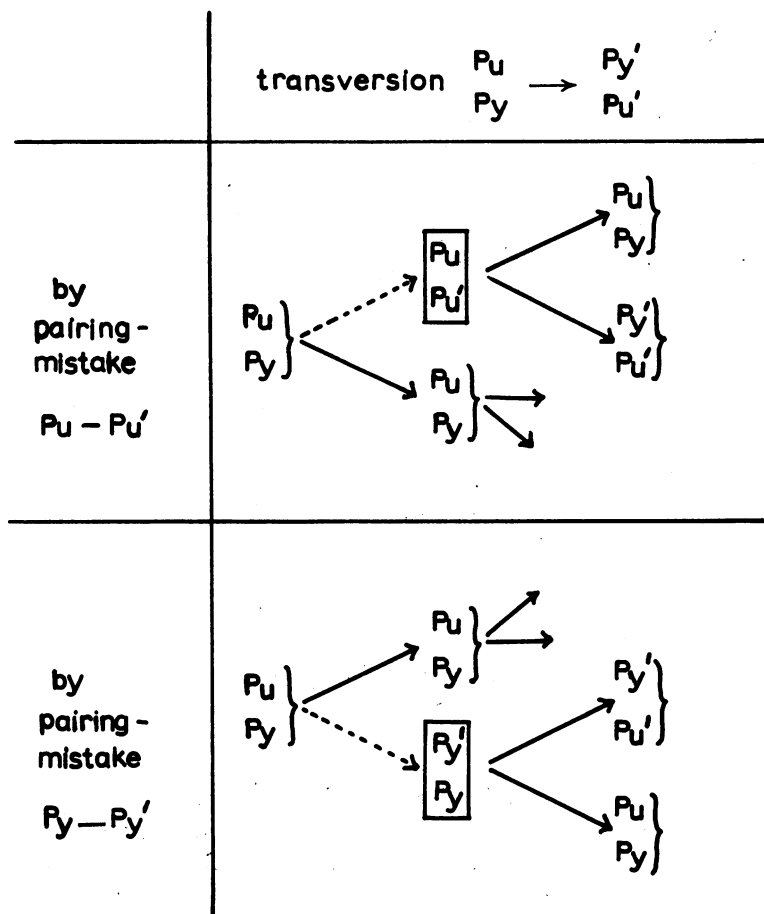 transversion Pu → Py'
Py Pu'
by
pairing-
mistake
Pu – Pu'
Pu
Py
Pu
Pu'
Pu
Py
Pu
Py
Py'
Pu'
by
pairing-
mistake
Py — Py'
Pu
Py
Pu
Py
Py'
Py
Py'
Pu'
Pu
Py